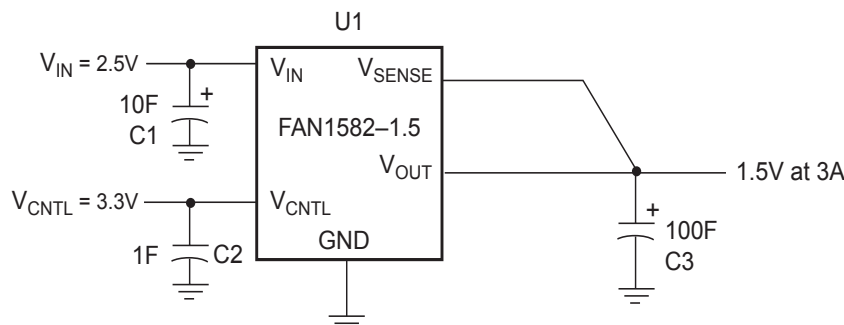 U1
V_IN = 2.5V
V_IN
V_SENSE
10F
+
C1
FAN1582–1.5
V_OUT
1.5V at 3A
V_CNTL = 3.3V
V_CNTL
+
100F
C3
1F
C2
GND